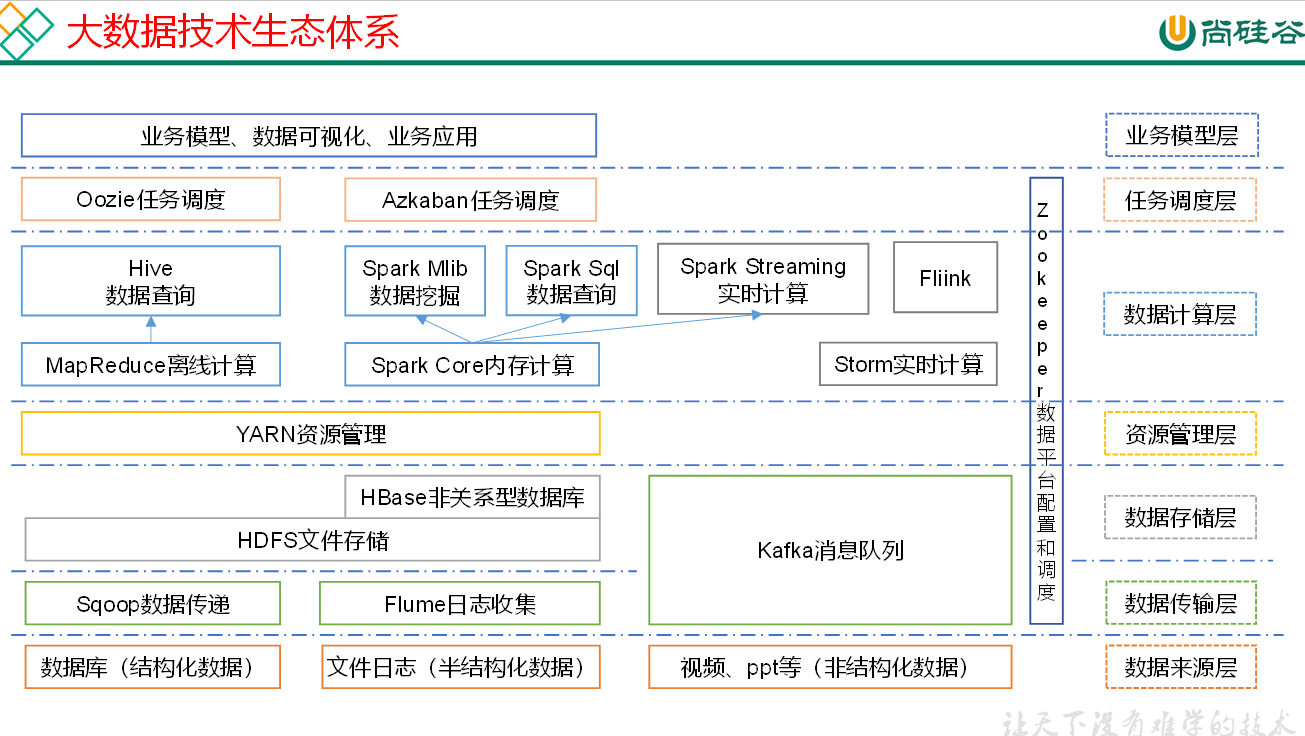 大数据技术生态体系
尚硅谷
业务模型、数据可视化、业务应用
业务模型层
Oozie任务调度
Azkaban任务调度
任务调度层
Hive
数据查询
Spark Mlib
数据挖掘
Spark Sql
数据查询
Spark Streaming
实时计算
Fliink
数据计算层
MapReduce离线计算
Spark Core内存计算
Storm实时计算
Zookeeper数据平台配置和调度
YARN资源管理
资源管理层
HBase非关系型数据库
HDFS文件存储
Kafka消息队列
数据存储层
Sqoop数据传递
Flume日志收集
数据传输层
数据库（结构化数据）
文件日志（半结构化数据）
视频、ppt等（非结构化数据）
数据来源层
让天下没有难学的技术